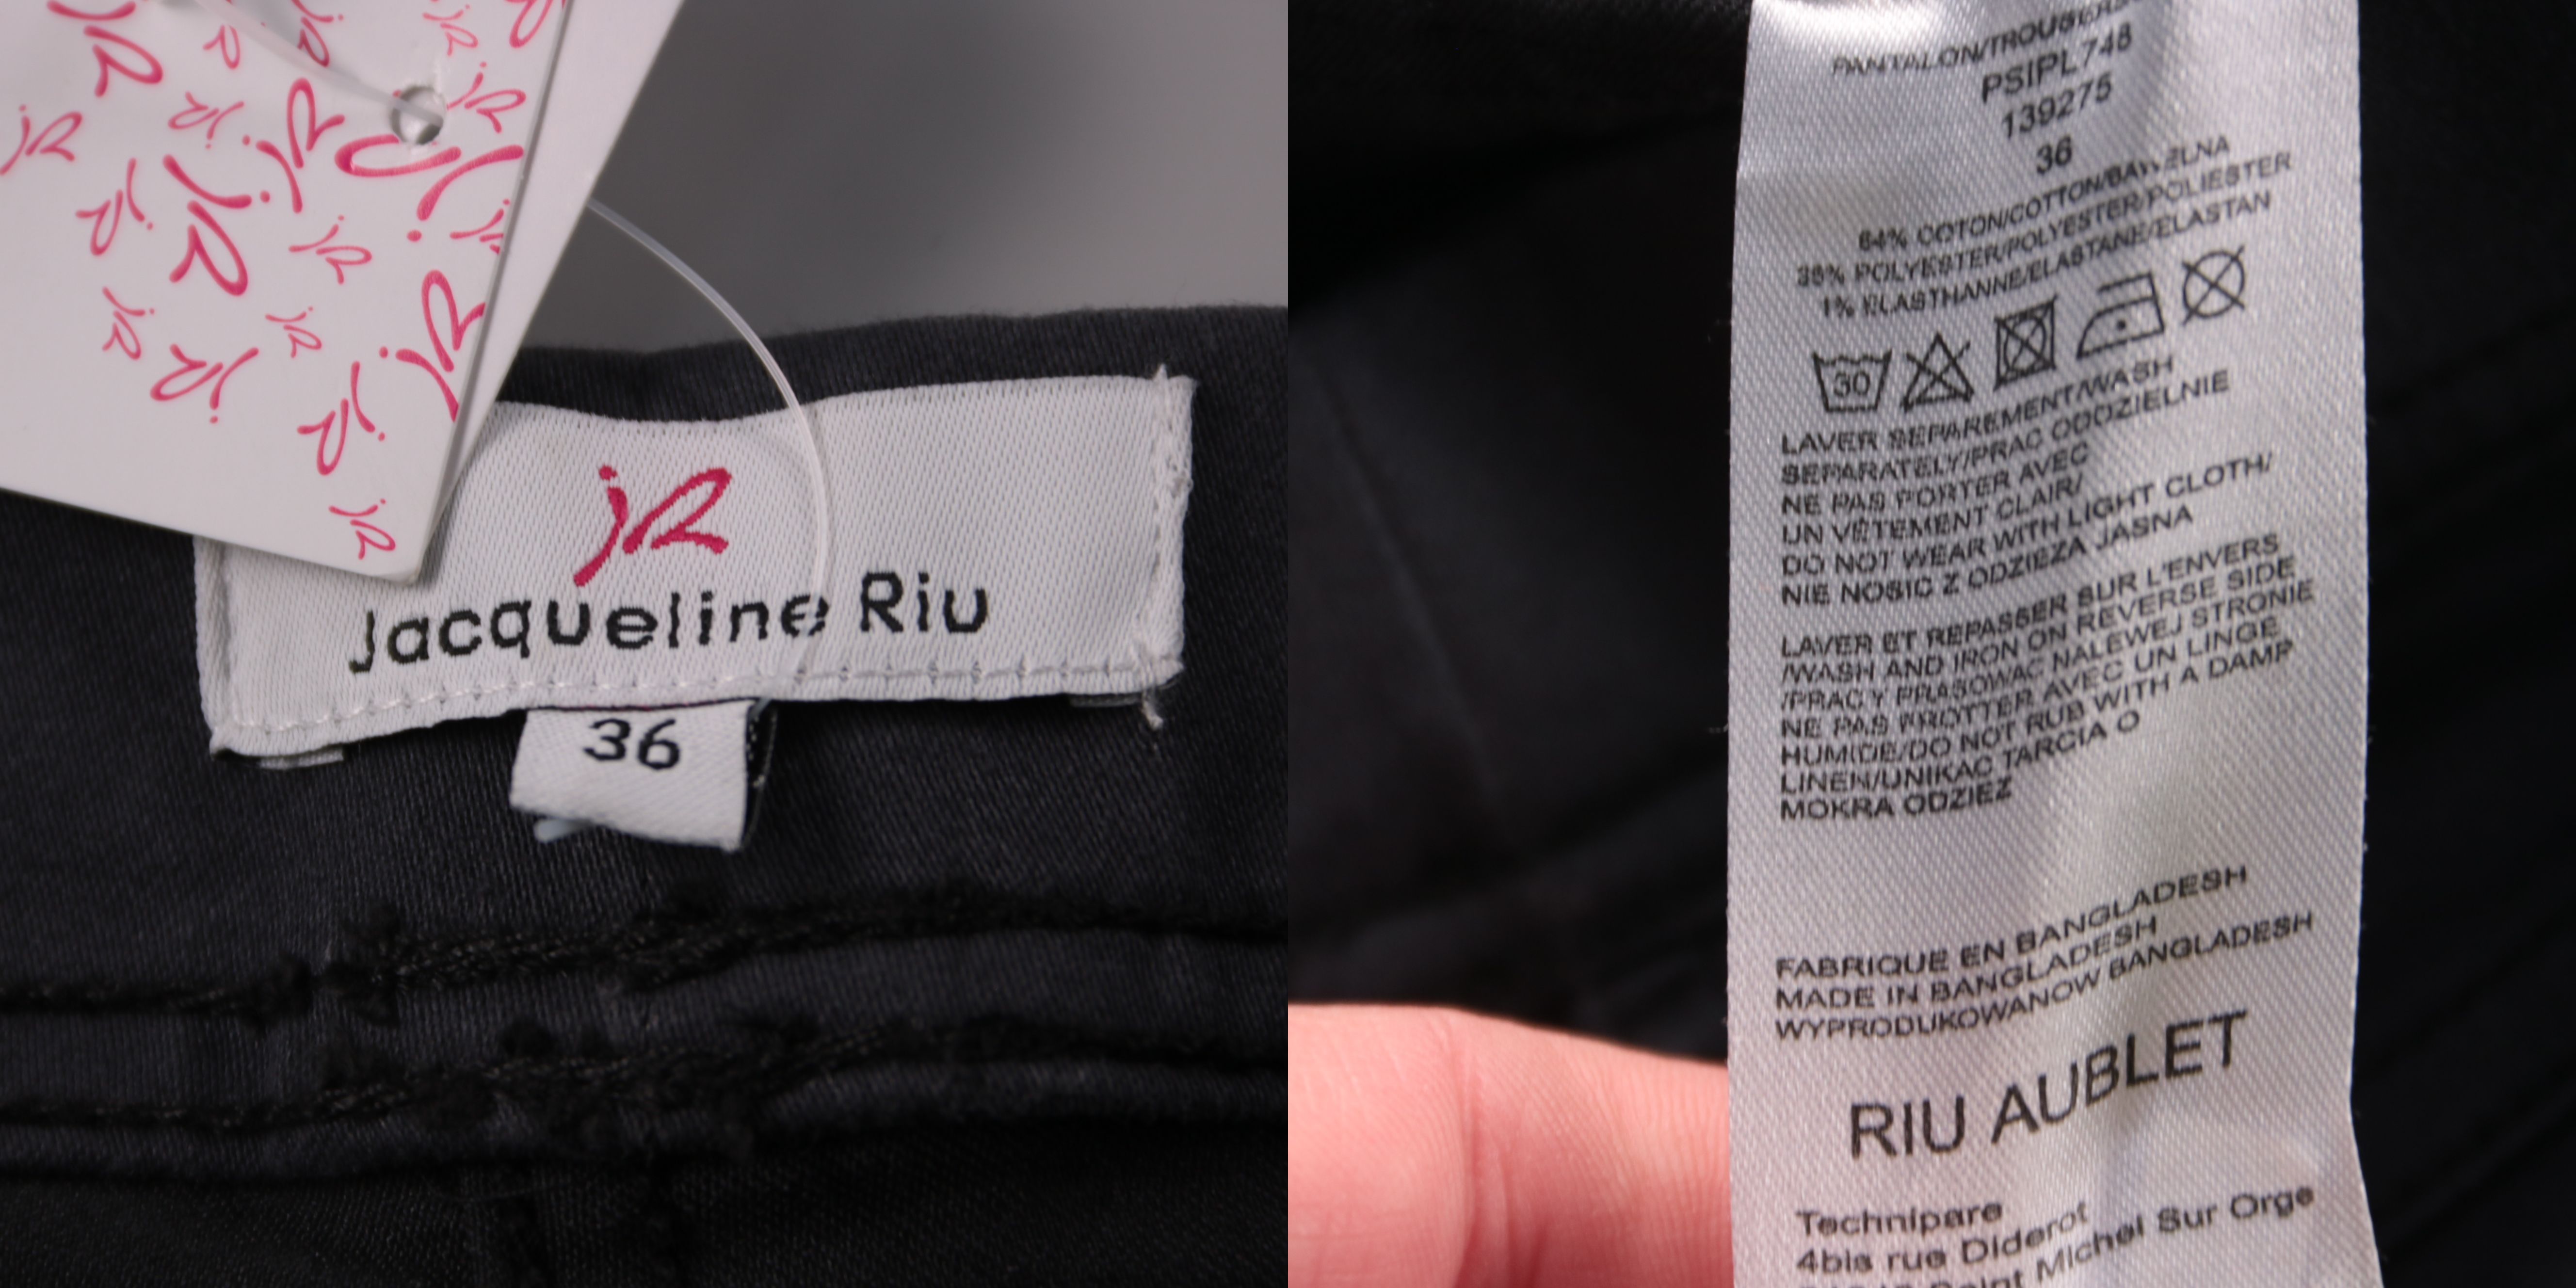 jR
Jacqueline Riu
36
PANTALON/TROUSERS
PSIPL748
139275
36
64% COTON/COTTON/BAWELNA
35% POLYESTER/POLYESTER/POLIESTER
1% ELASTHANNE/ELASTANE/ELASTAN
30
LAVER SEPAREMENT/WASH
SEPARATELY/PRAC ODDZIELNIE
NE PAS PORTER AVEC
UN VÊTEMENT CLAIR/
DO NOT WEAR WITH LIGHT CLOTH/
NIE NOSIC Z ODZIEZA JASNA
LAVER ET REPASSER SUR L'ENVERS
/WASH AND IRON ON REVERSE SIDE
/PRAC Y PRASOWAC NALEWEJ STRONIE
NE PAS FROTTER AVEC UN LINGE
HUMIDE/DO NOT RUB WITH A DAMP
LINEN/UNIKAC TARCIA O
MOKRA ODZIEZ
FABRIQUE EN BANGLADESH
MADE IN BANGLADESH
WYPRODUKOWANOW BANGLADESH
RIU AUBLET
Technipare
4bis rue Diderot
Saint Michel Sur Orge